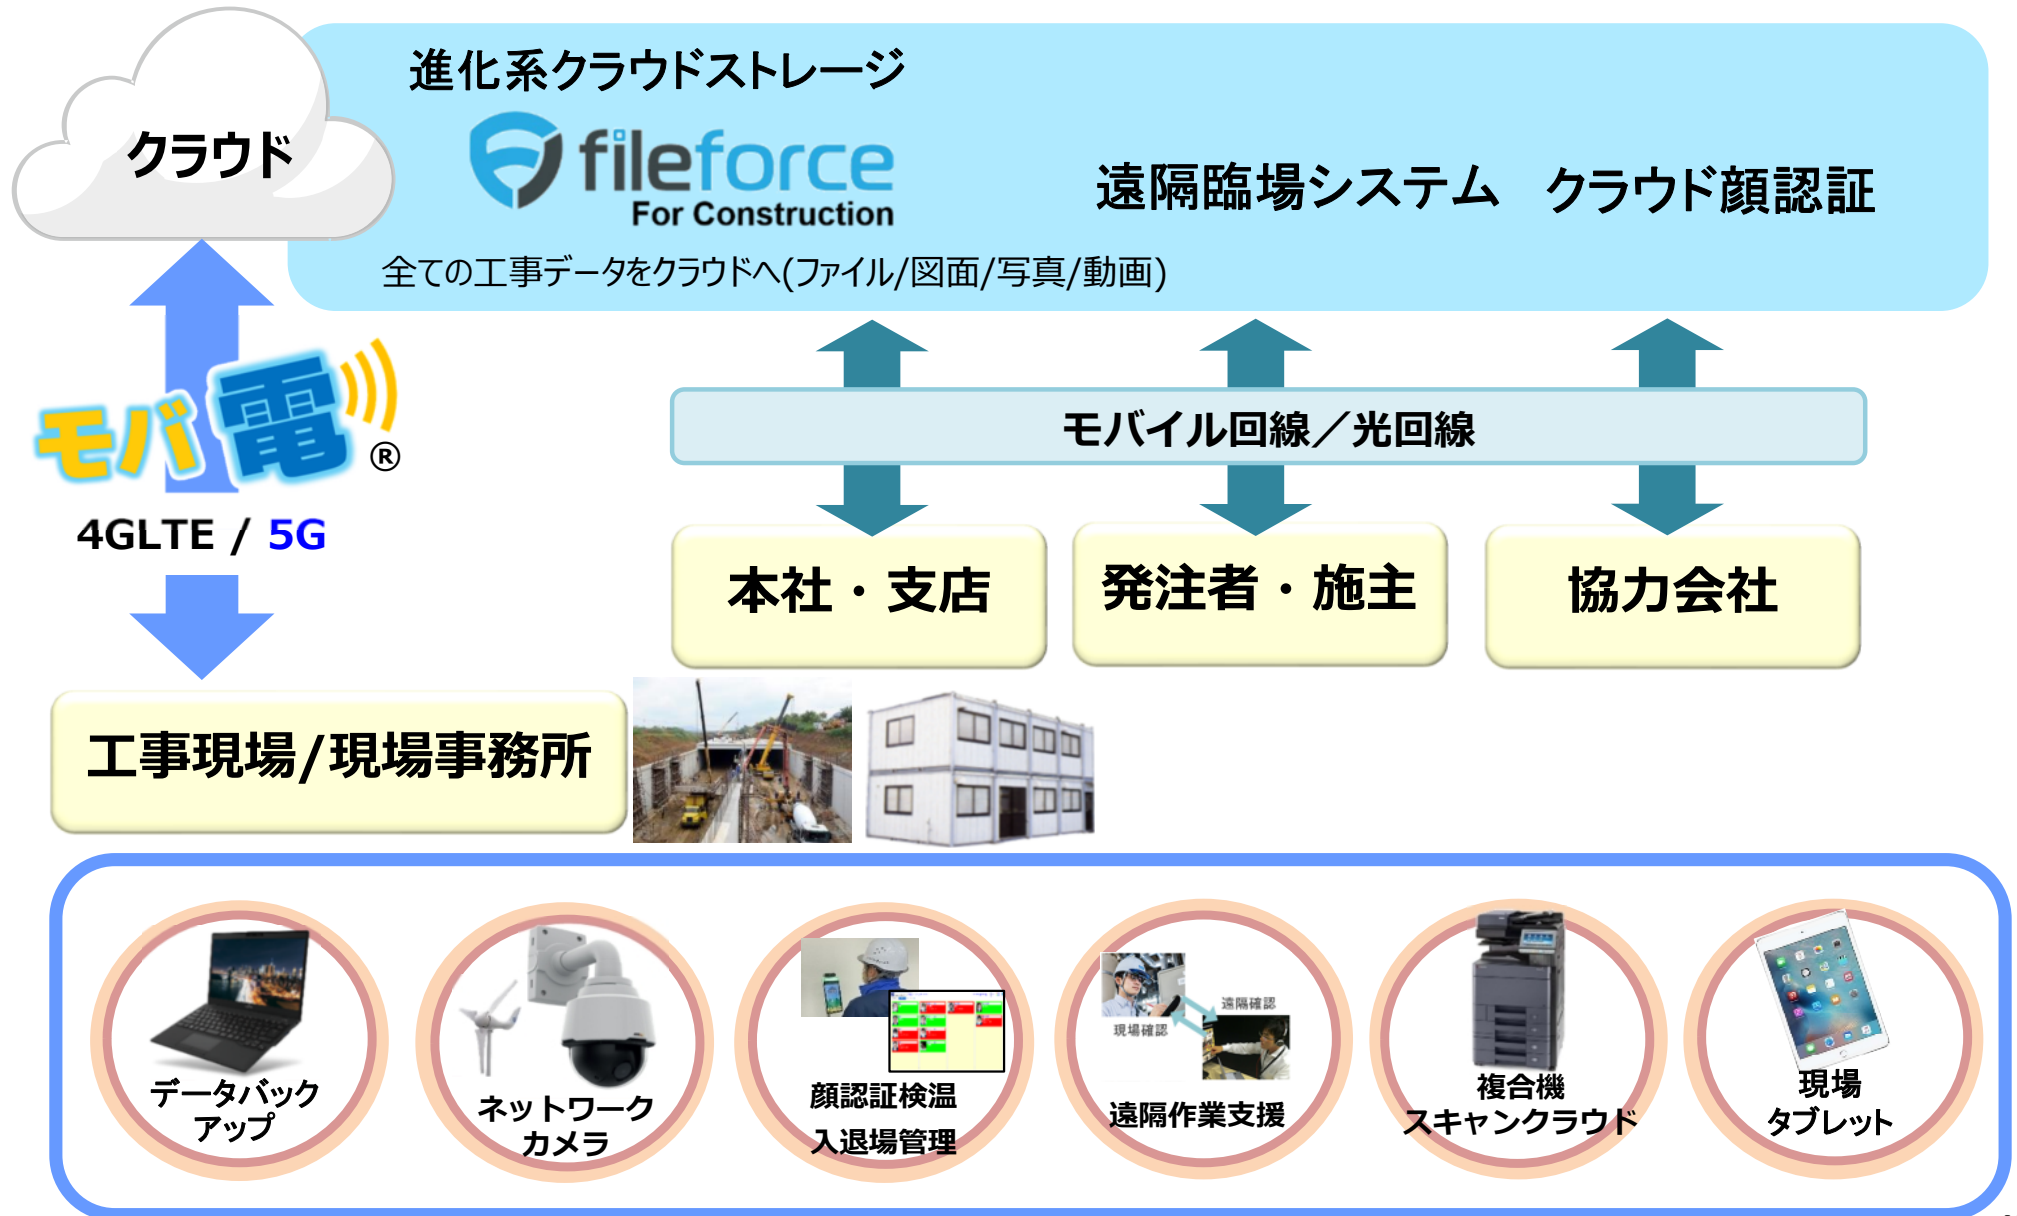 クラウド
進化系クラウドストレージ
fileforce
For Construction
遠隔臨場システム
クラウド顔認証
全ての工事データをクラウドへ(ファイル/図面/写真/動画)
モバ電®
4GLTE / 5G
モバイル回線／光回線
本社・支店
発注者・施主
協力会社
工事現場/現場事務所
データバック
アップ
ネットワーク
カメラ
顔認証検温
入退場管理
遠隔確認
現場確認
遠隔作業支援
複合機
スキャンクラウド
現場
タブレット